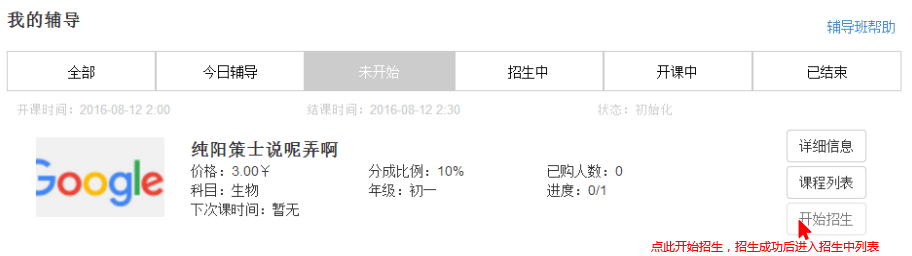 我的辅导
辅导班帮助
全部 今日辅导 未开始 招生中 开课中 已结束
开课时间：2016-08-12 2:00 结课时间：2016-08-12 2:30 状态：初始化
纯阳策士说呢弄啊
详细信息
Google
价格：3.00￥ 分成比例：10% 已购人数：0
科目：生物 年级：初一 进度：0/1
课程列表
下次课时间：暂无
开始招生
点此开始招生，招生成功后进入招生中列表